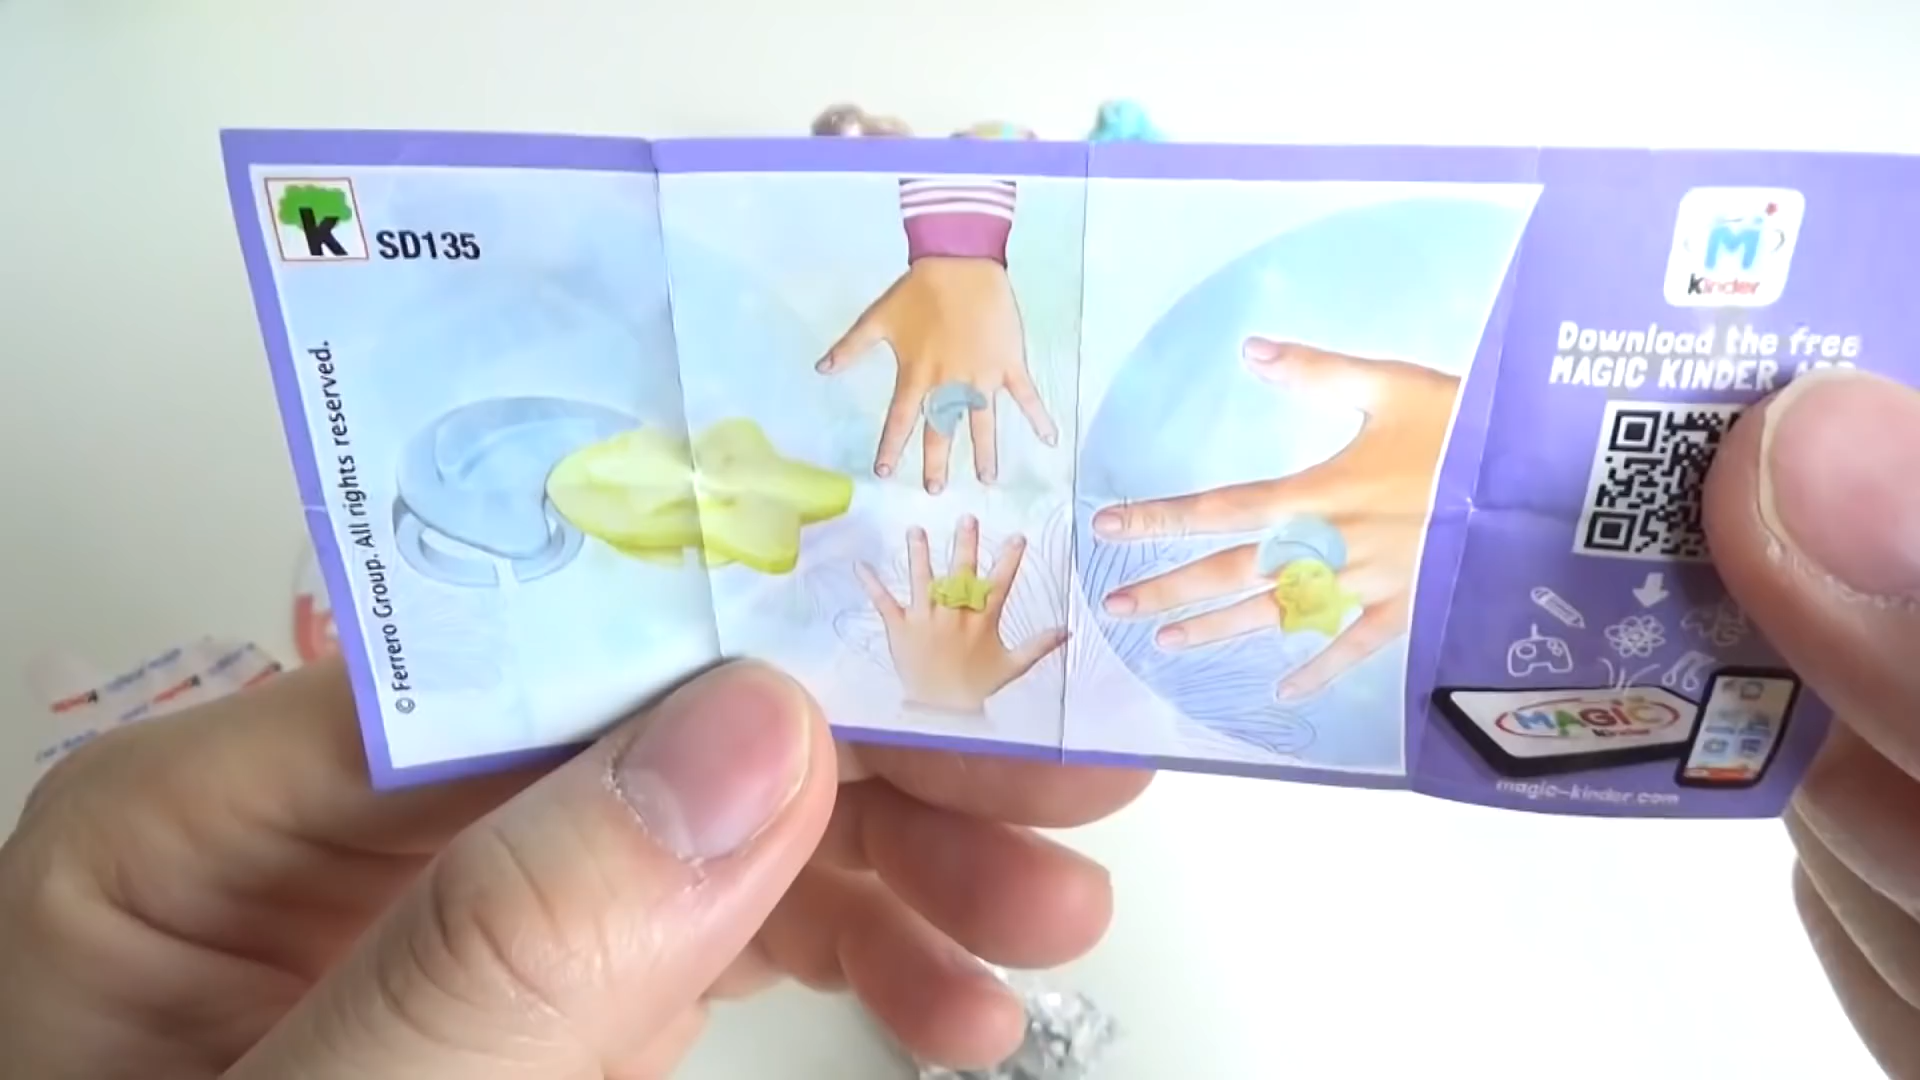 k SD135
© Ferrero Group. All rights reserved.
M
Kinder
Download the free
MAGIC KINDER
MAGIC
Kinder
magic-kinder.com